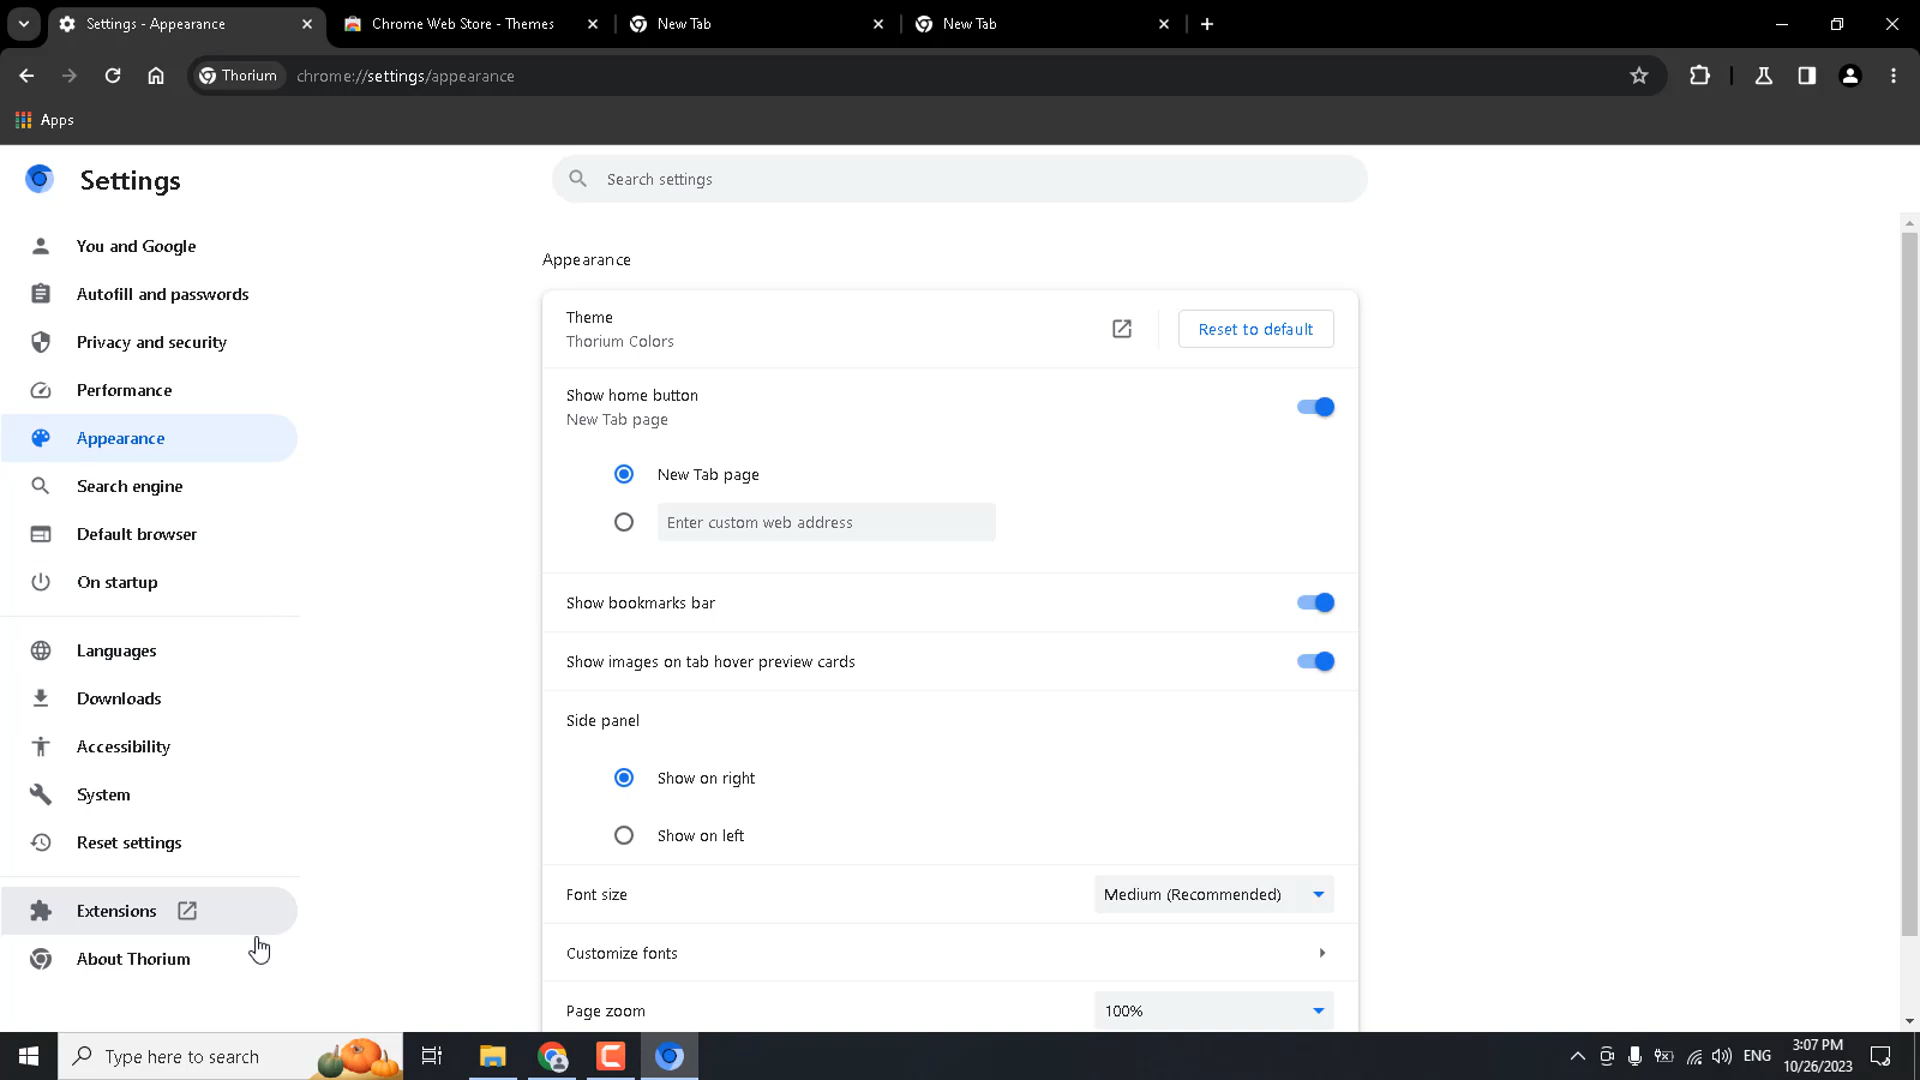 Settings - Appearance
Chrome Web Store - Themes
New Tab
New Tab
Thorium
chrome://settings/appearance
Apps
Settings
Search settings
You and Google
Autofill and passwords
Privacy and security
Performance
Appearance
Search engine
Default browser
On startup
Languages
Downloads
Accessibility
System
Reset settings
Extensions
About Thorium
Appearance
Theme
Thorium Colors
Reset to default
Show home button
New Tab page
New Tab page
Enter custom web address
Show bookmarks bar
Show images on tab hover preview cards
Side panel
Show on right
Show on left
Font size
Medium (Recommended)
Customize fonts
Page zoom
100%
Type here to search
ENG
3:07 PM
10/26/2023